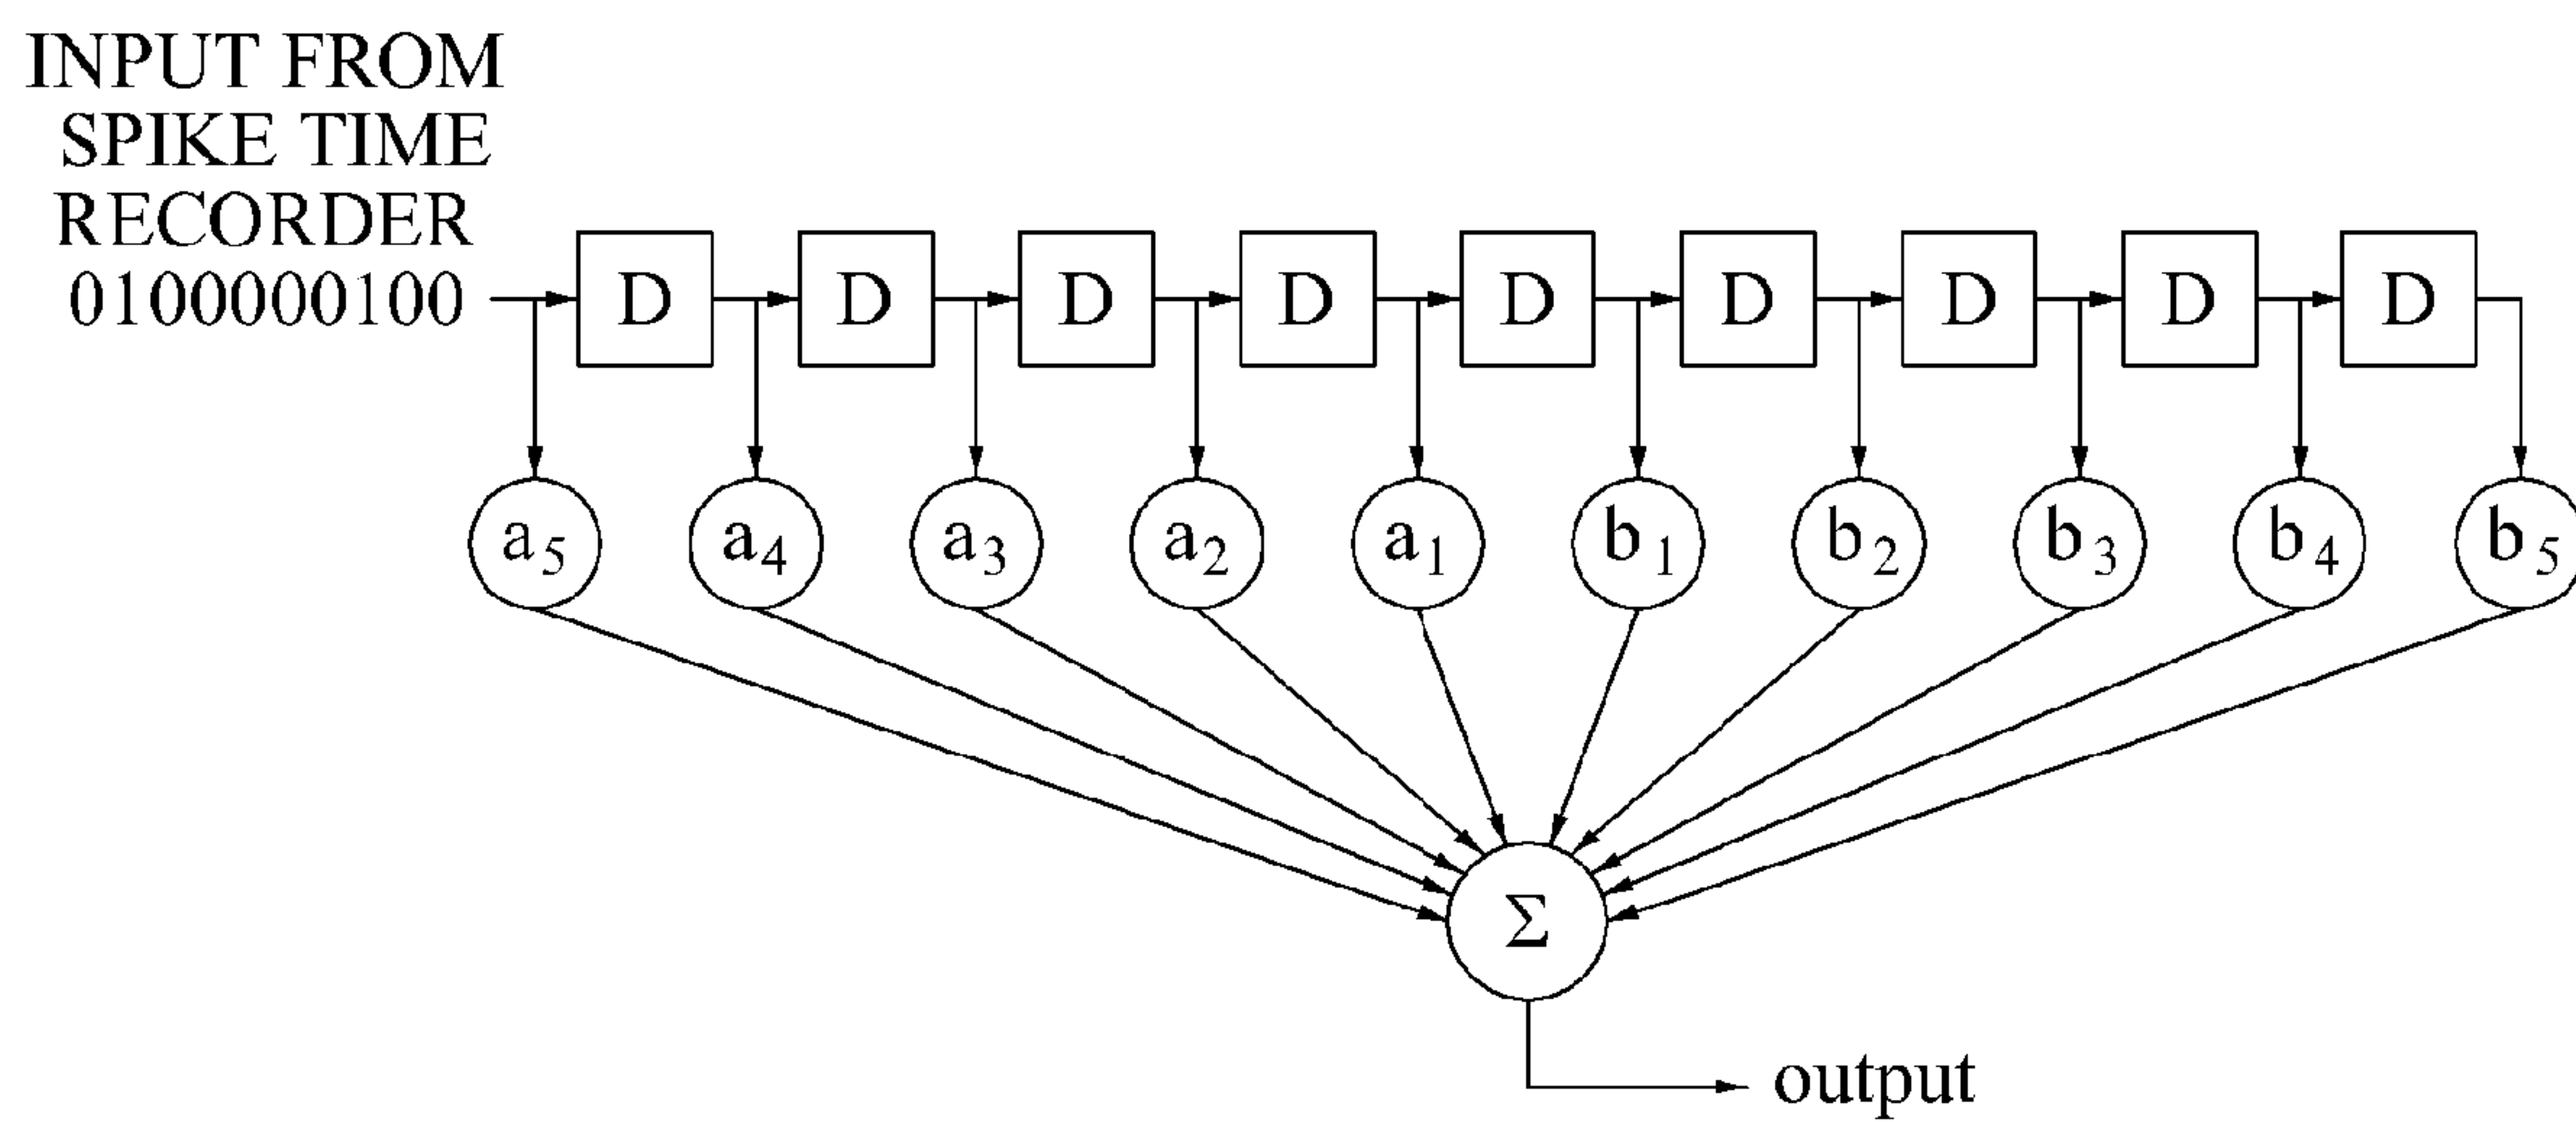 INPUT FROM
SPIKE TIME
RECORDER
0100000100
D D D D D D D D D
a5 a4 a3 a2 a1 b1 b2 b3 b4 b5
Σ
output